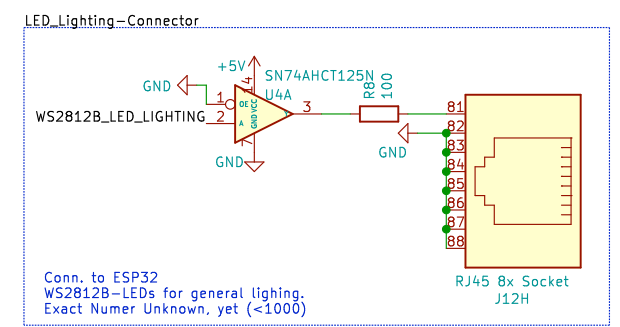 LED_Lighting-Connector
+5V
SN74AHCT125N
U4A
GND
1
14
OE
VCC
WS2812B_LED_LIGHTING
2
A
GND
7
3
GND
R8
100
GND
81
82
83
84
85
86
87
88
RJ45 8x Socket
J12H
Conn. to ESP32
WS2812B-LEDs for general lighing.
Exact Numer Unknown, yet (<1000)